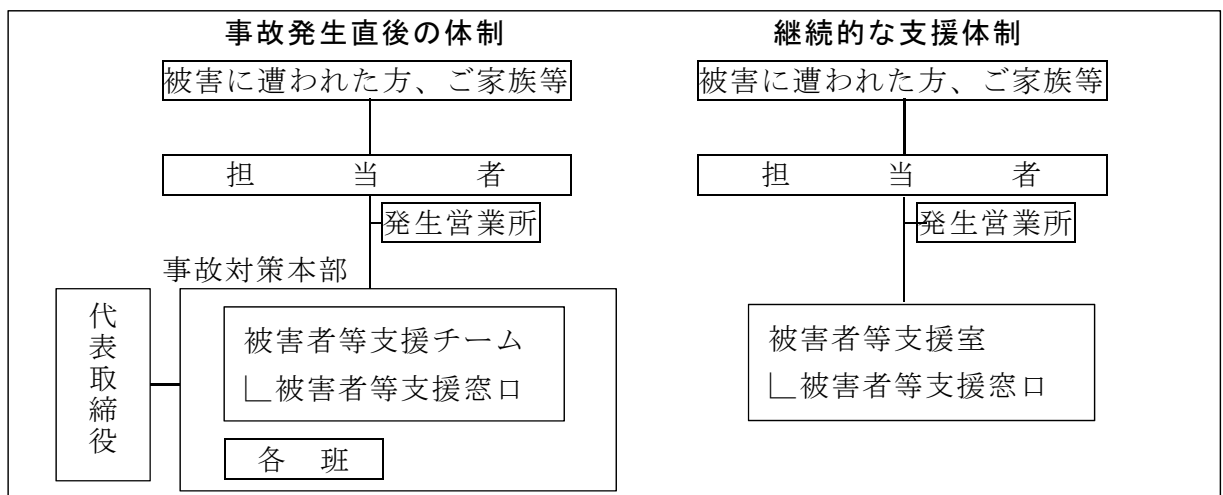 事故発生直後の体制
被害に遭われた方、ご家族等
担当者
発生営業所
事故対策本部
代表取締役
被害者等支援チーム
∟被害者等支援窓口
各班
継続的な支援体制
被害に遭われた方、ご家族等
担当者
発生営業所
被害者等支援室
∟被害者等支援窓口